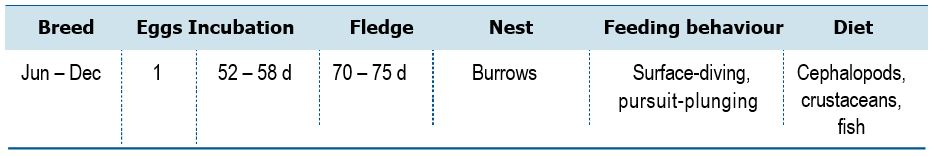 Breed Eggs Incubation Fledge Nest Feeding behaviour Diet
Jun – Dec 1 52 – 58 d 70 – 75 d Burrows Surface-diving, Cephalopods,
pursuit-plunging crustaceans,
fish